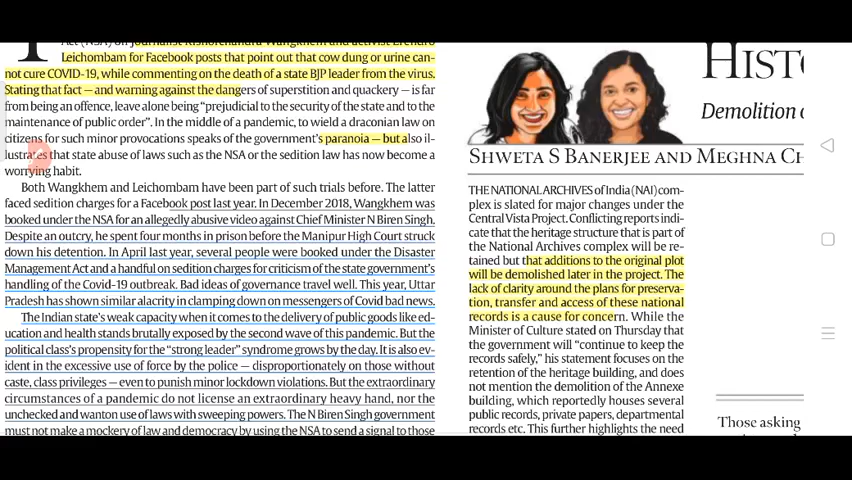 Act (NSA) on journalist Kishorchandra Wangkhem and activist Erendro
Leichombam for Facebook posts that point out that cow dung or urine can-
not cure COVID-19, while commenting on the death of a state BJP leader from the virus.
Stating that fact — and warning against the dangers of superstition and quackery — is far
from being an offence, leave alone being "prejudicial to the security of the state and to the
maintenance of public order". In the middle of a pandemic, to wield a draconian law on
citizens for such minor provocations speaks of the government's paranoia — but also il-
lustrates that state abuse of laws such as the NSA or the sedition law has now become a
worrying habit.
Both Wangkhem and Leichombam have been part of such trials before. The latter
faced sedition charges for a Facebook post last year. In December 2018, Wangkhem was
booked under the NSA for an allegedly abusive video against Chief Minister N Biren Singh.
Despite an outcry, he spent four months in prison before the Manipur High Court struck
down his detention. In April last year, several people were booked under the Disaster
Management Act and a handful on sedition charges for criticism of the state government's
handling of the Covid-19 outbreak. Bad ideas of governance travel well. This year, Uttar
Pradesh has shown similar alacrity in clamping down on messengers of Covid bad news.
The Indian state's weak capacity when it comes to the delivery of public goods like ed-
ucation and health stands brutally exposed by the second wave of this pandemic. But the
political class's propensity for the "strong leader" syndrome grows by the day. It is also ev-
ident in the excessive use of force by the police — disproportionately on those without
caste, class privileges — even to punish minor lockdown violations. But the extraordinary
circumstances of a pandemic do not license an extraordinary heavy hand, nor the
unchecked and wanton use of laws with sweeping powers. The N Biren Singh government
must not make a mockery of law and democracy by using the NSA to send a signal to those
HISTO
Demolition o
SHWETA S BANERJEE AND MEGHNA CH
THE NATIONAL ARCHIVES of India (NAI) com-
plex is slated for major changes under the
Central Vista Project. Conflicting reports indi-
cate that the heritage structure that is part of
the National Archives complex will be re-
tained but that additions to the original plot
will be demolished later in the project. The
lack of clarity around the plans for preserva-
tion, transfer and access of these national
records is a cause for concern. While the
Minister of Culture stated on Thursday that
the government will "continue to keep the
records safely," his statement focuses on the
retention of the heritage building, and does
not mention the demolition of the Annexe
building, which reportedly houses several
public records, private papers, departmental
records etc. This further highlights the need
Those asking